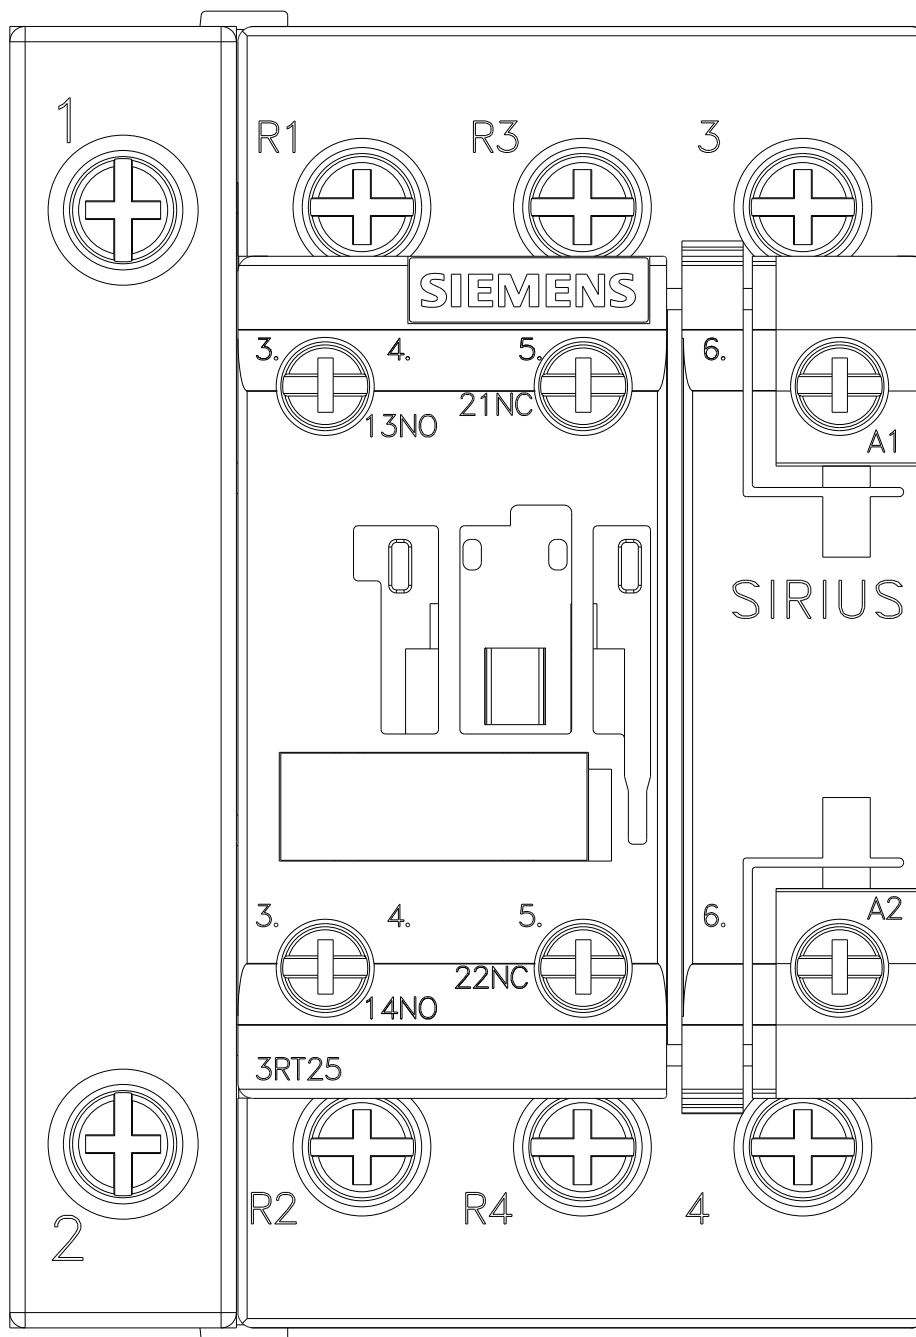 1
R1 R3 3
SIEMENS
3. 4. 5. 6.
13NO 21NC A1
SIRIUS
3. 4. 5. 6. A2
14NO 22NC
3RT25
2 R2 R4 4